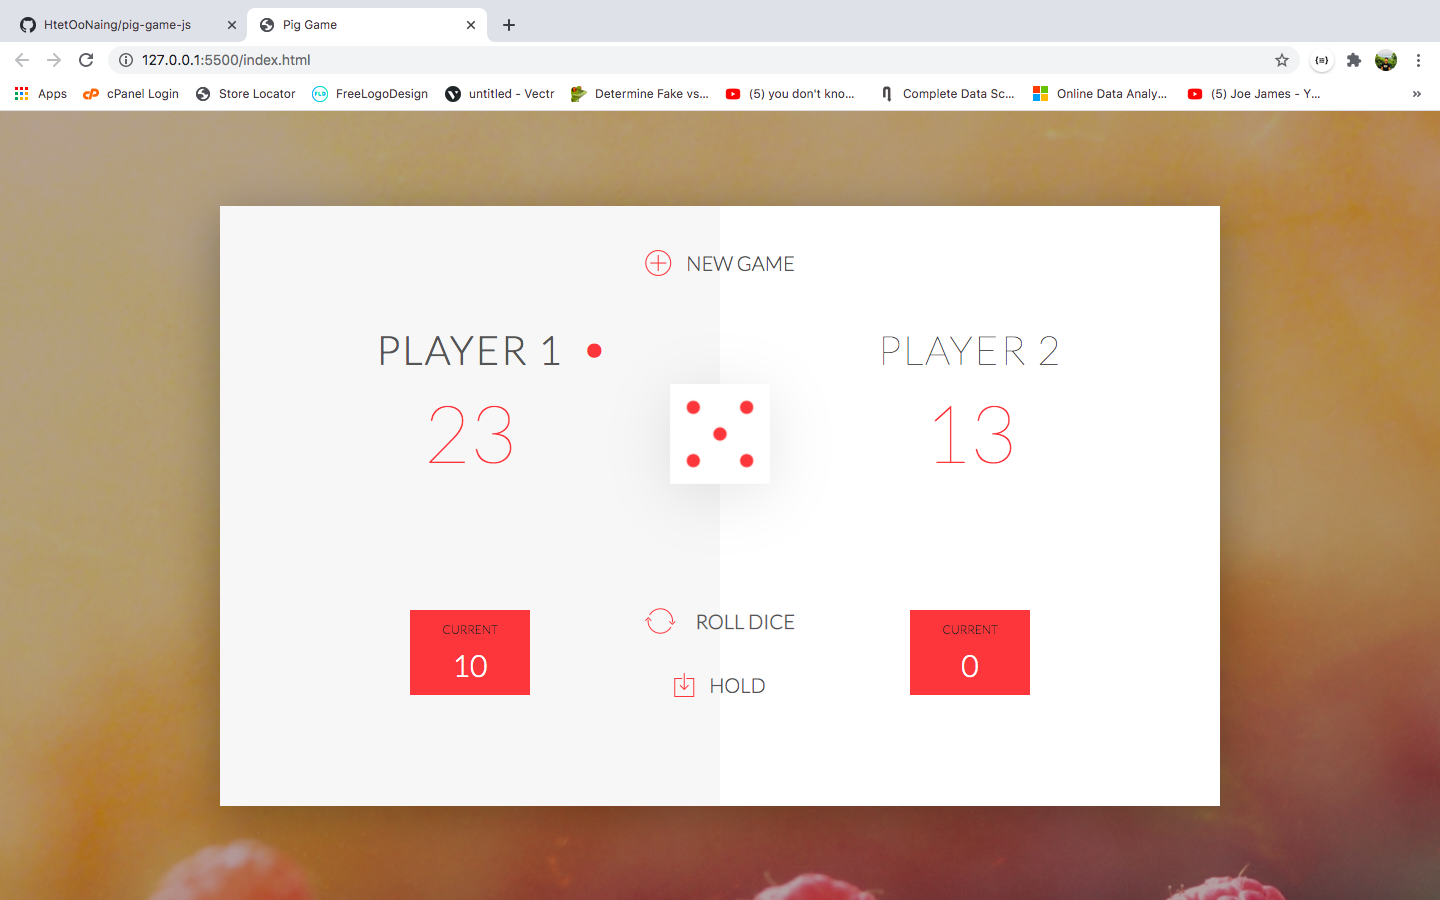 HtetOoNaing/pig-game-js
Pig Game
127.0.0.1:5500/index.html
Apps
cPanel Login
Store Locator
FLD
FreeLogoDesign
untitled - Vectr
Determine Fake vs...
(5) you don't kno...
Complete Data Sc...
Online Data Analy...
(5) Joe James - Y...
NEW GAME
PLAYER 1
PLAYER 2
23
13
CURRENT
10
ROLL DICE
HOLD
CURRENT
0